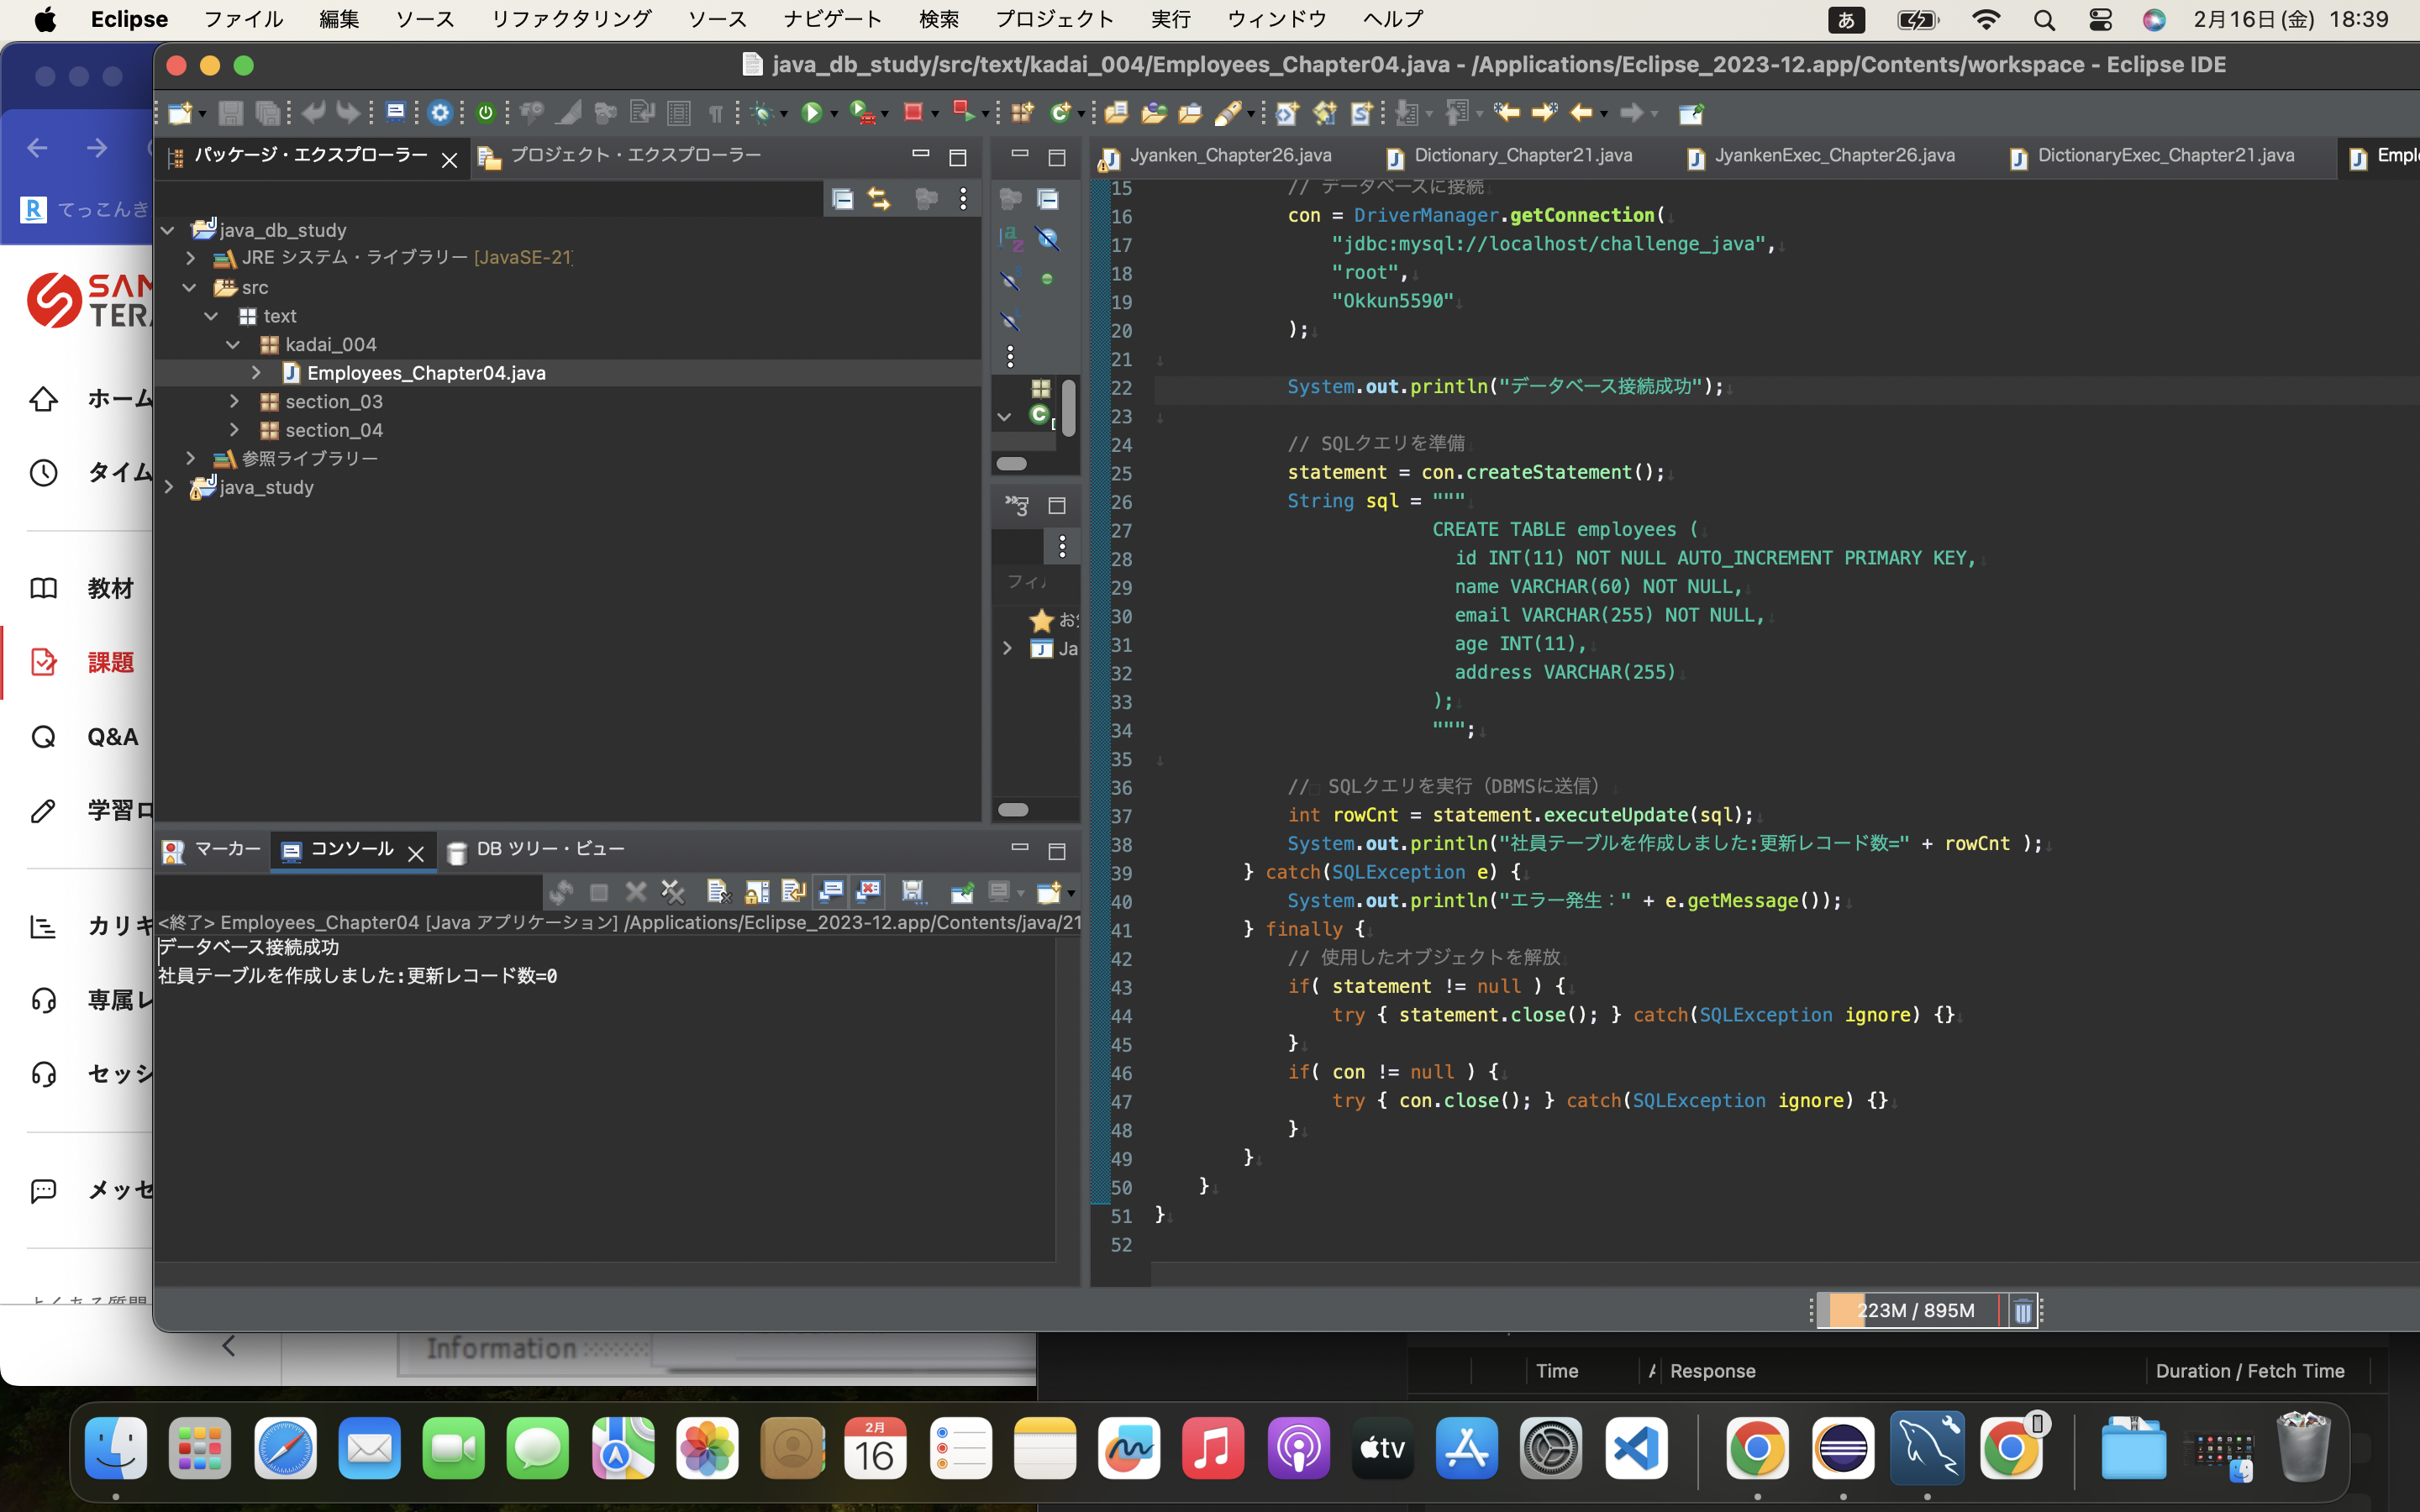 Eclipse ファイル 編集 ソース リファクタリング ソース ナビゲート 検索 プロジェクト 実行 ウィンドウ ヘルプ
あ 2月16日(金) 18:39
java_db_study/src/text/kadai_004/Employees_Chapter04.java - /Applications/Eclipse_2023-12.app/Contents/workspace - Eclipse IDE
パッケージ・エクスプローラー プロジェクト・エクスプローラー
java_db_study
JRE システム・ライブラリー [JavaSE-21]
src
text
kadai_004
Employees_Chapter04.java
section_03
section_04
参照ライブラリー
java_study
Jyanken_Chapter26.java Dictionary_Chapter21.java JyankenExec_Chapter26.java DictionaryExec_Chapter21.java Empl
15 // データベースに接続
16 con = DriverManager.getConnection(
17 "jdbc:mysql://localhost/challenge_java",
18 "root",
19 "Okkun5590"
20 );
21
22 System.out.println("データベース接続成功");
23
24 // SQLクエリを準備
25 statement = con.createStatement();
26 String sql = """
27 CREATE TABLE employees (
28 id INT(11) NOT NULL AUTO_INCREMENT PRIMARY KEY,
29 name VARCHAR(60) NOT NULL,
30 email VARCHAR(255) NOT NULL,
31 age INT(11),
32 address VARCHAR(255)
33 );
34 """;
35
36 // SQLクエリを実行（DBMSに送信）
37 int rowCnt = statement.executeUpdate(sql);
38 System.out.println("社員テーブルを作成しました:更新レコード数=" + rowCnt );
39 } catch(SQLException e) {
40 System.out.println("エラー発生：" + e.getMessage());
41 } finally {
42 // 使用したオブジェクトを解放
43 if( statement != null ) {
44 try { statement.close(); } catch(SQLException ignore) {}
45 }
46 if( con != null ) {
47 try { con.close(); } catch(SQLException ignore) {}
48 }
49 }
50 }
51 }
52
フィル
お気
Ja
マーカー コンソール DB ツリー・ビュー
<終了> Employees_Chapter04 [Java アプリケーション] /Applications/Eclipse_2023-12.app/Contents/java/21
データベース接続成功
社員テーブルを作成しました:更新レコード数=0
223M / 895M
R てっこんき
SAM
TERA
ホーム
タイム
教材
課題
Q&A
学習ロ
カリキ
専属レ
セッシ
メッセ
よくある質問
Information
Time A Response Duration / Fetch Time
2月
16
tv